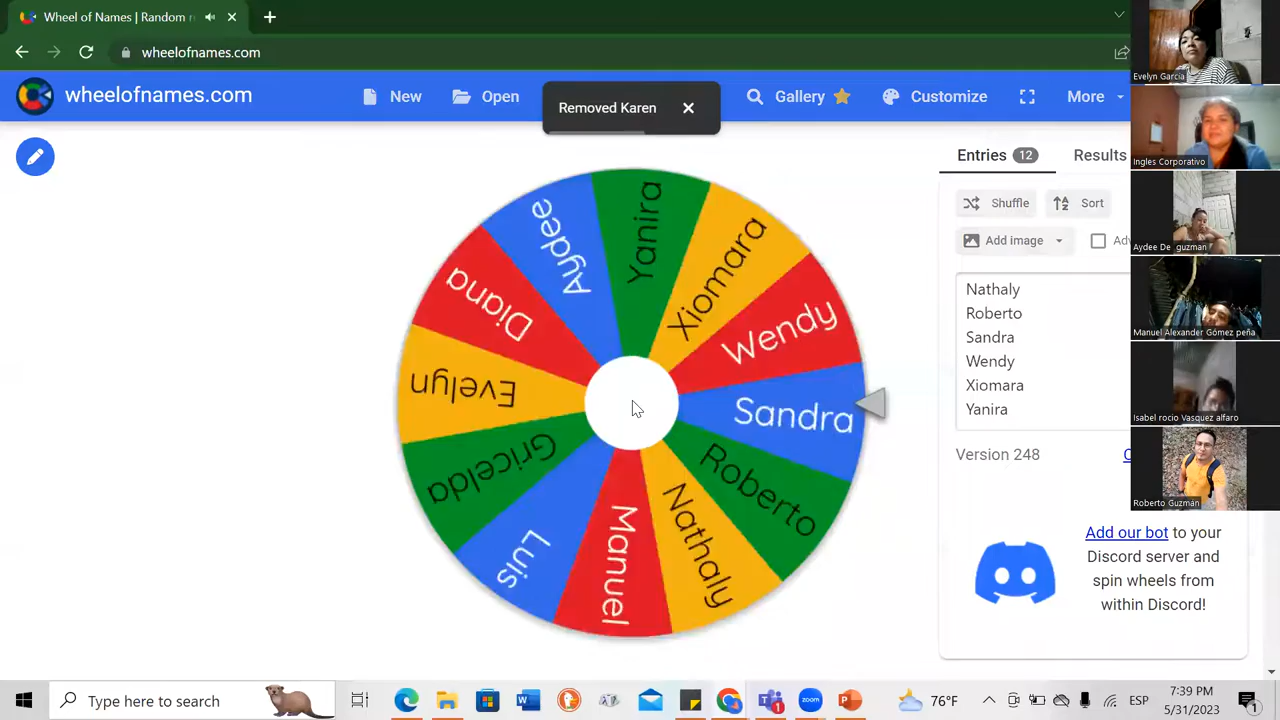 Wheel of Names | Random n
wheelofnames.com
wheelofnames.com
New
Open
Removed Karen
Gallery
Customize
More
Entries 12
Results
Shuffle
Sort
Add image
Nathaly
Roberto
Sandra
Wendy
Xiomara
Yanira
Version 248
Add our bot to your
Discord server and
spin wheels from
within Discord!
Yanira
Xiomara
Wendy
Sandra
Roberto
Nathaly
Manuel
Luis
Gricelda
Evelyn
Diana
Aydee
Evelyn Garcia
Ingles Corporativo
Aydee De guzman
Manuel Alexander Gómez peña
Isabel rocio Vasquez alfaro
Roberto Guzmán
Type here to search
76°F
ESP
7:39 PM
5/31/2023
1
1